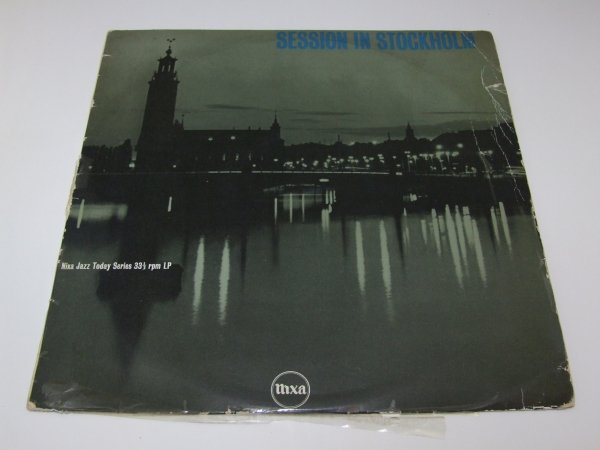 SESSION IN STOCKHOLM
Nixa Jazz Today Series 33⅓ rpm LP
nixa